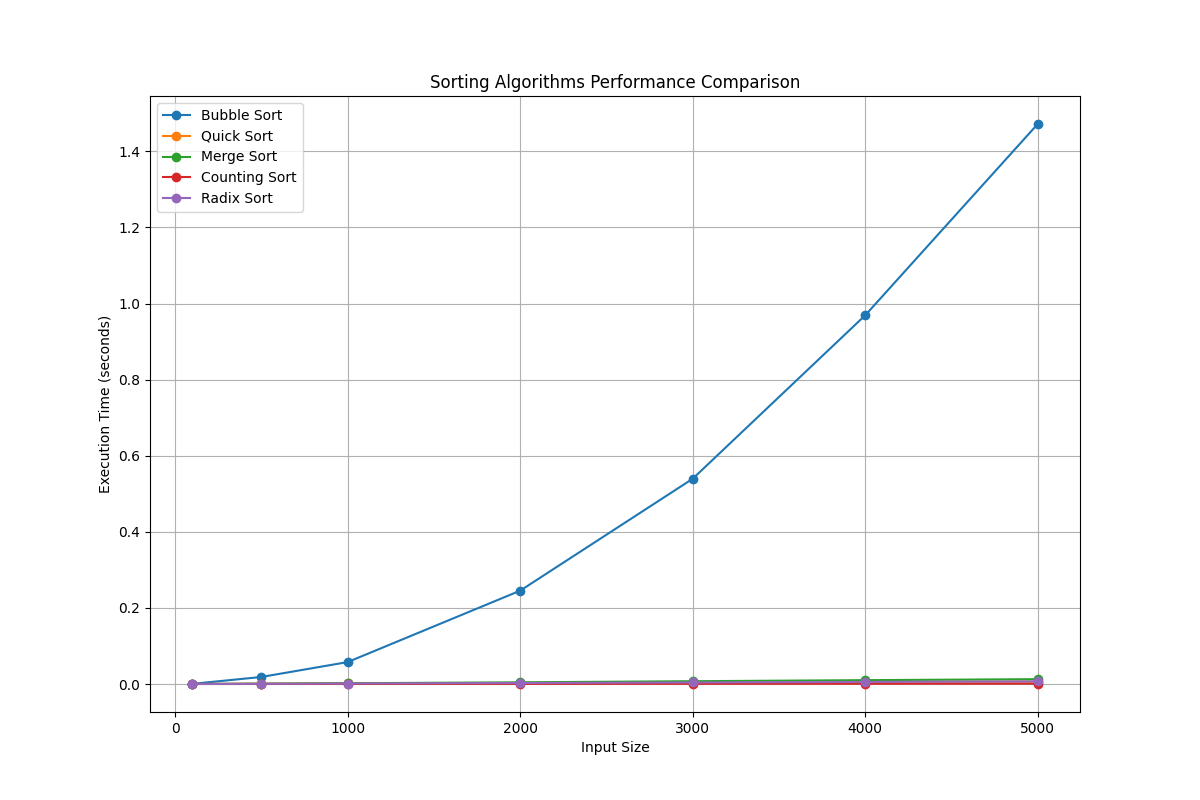 Sorting Algorithms Performance Comparison
Bubble Sort
Quick Sort
Merge Sort
Counting Sort
Radix Sort
Execution Time (seconds)
1.4
1.2
1.0
0.8
0.6
0.4
0.2
0.0
0 1000 2000 3000 4000 5000
Input Size